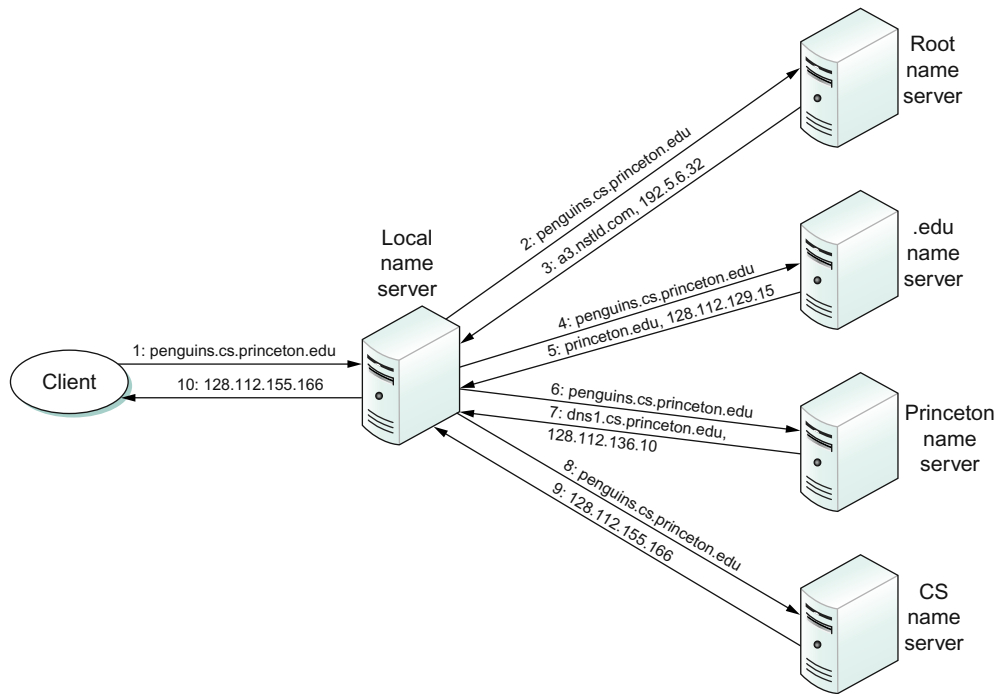 Root
name
server
2: penguins.cs.princeton.edu
3: a3.nstld.com, 192.5.6.32
.edu
name
server
Local
name
server
4: penguins.cs.princeton.edu
5: princeton.edu, 128.112.129.15
1: penguins.cs.princeton.edu
Client
10: 128.112.155.166
6: penguins.cs.princeton.edu
7: dns1.cs.princeton.edu,
128.112.136.10
Princeton
name
server
8: penguins.cs.princeton.edu
9: 128.112.155.166
CS
name
server